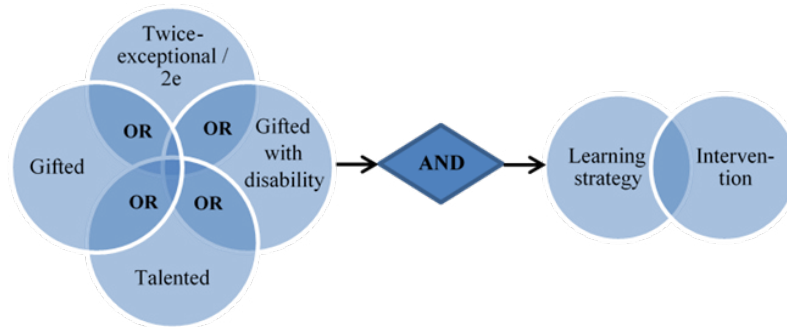 Twice-
exceptional /
2e
OR
OR
Gifted
Gifted
with
disability
OR
OR
Talented
AND
Learning
strategy
Interven-
tion